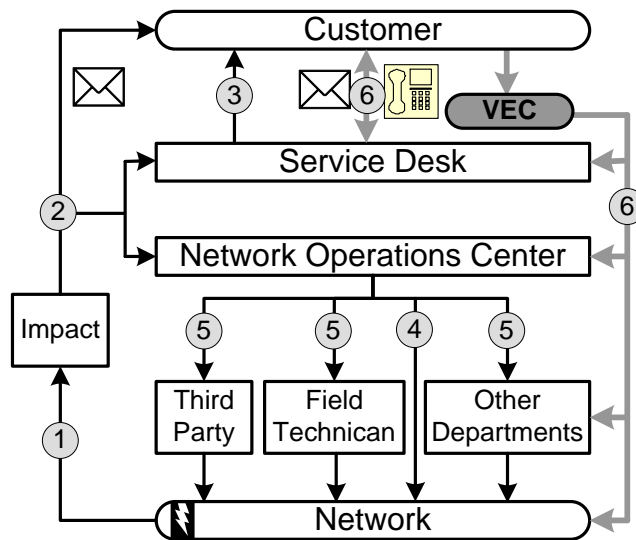 Customer
3
6
VEC
Service Desk
2
6
Network Operations Center
Impact
5
5
4
5
Third
Party
Field
Technican
Other
Departments
1
Network